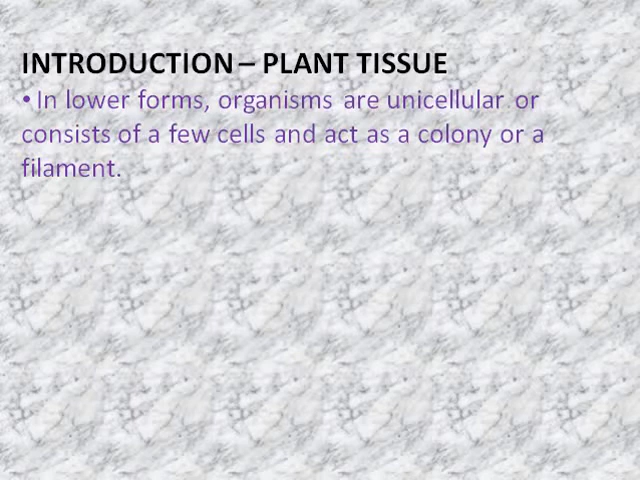 INTRODUCTION – PLANT TISSUE
• In lower forms, organisms are unicellular or
consists of a few cells and act as a colony or a
filament.